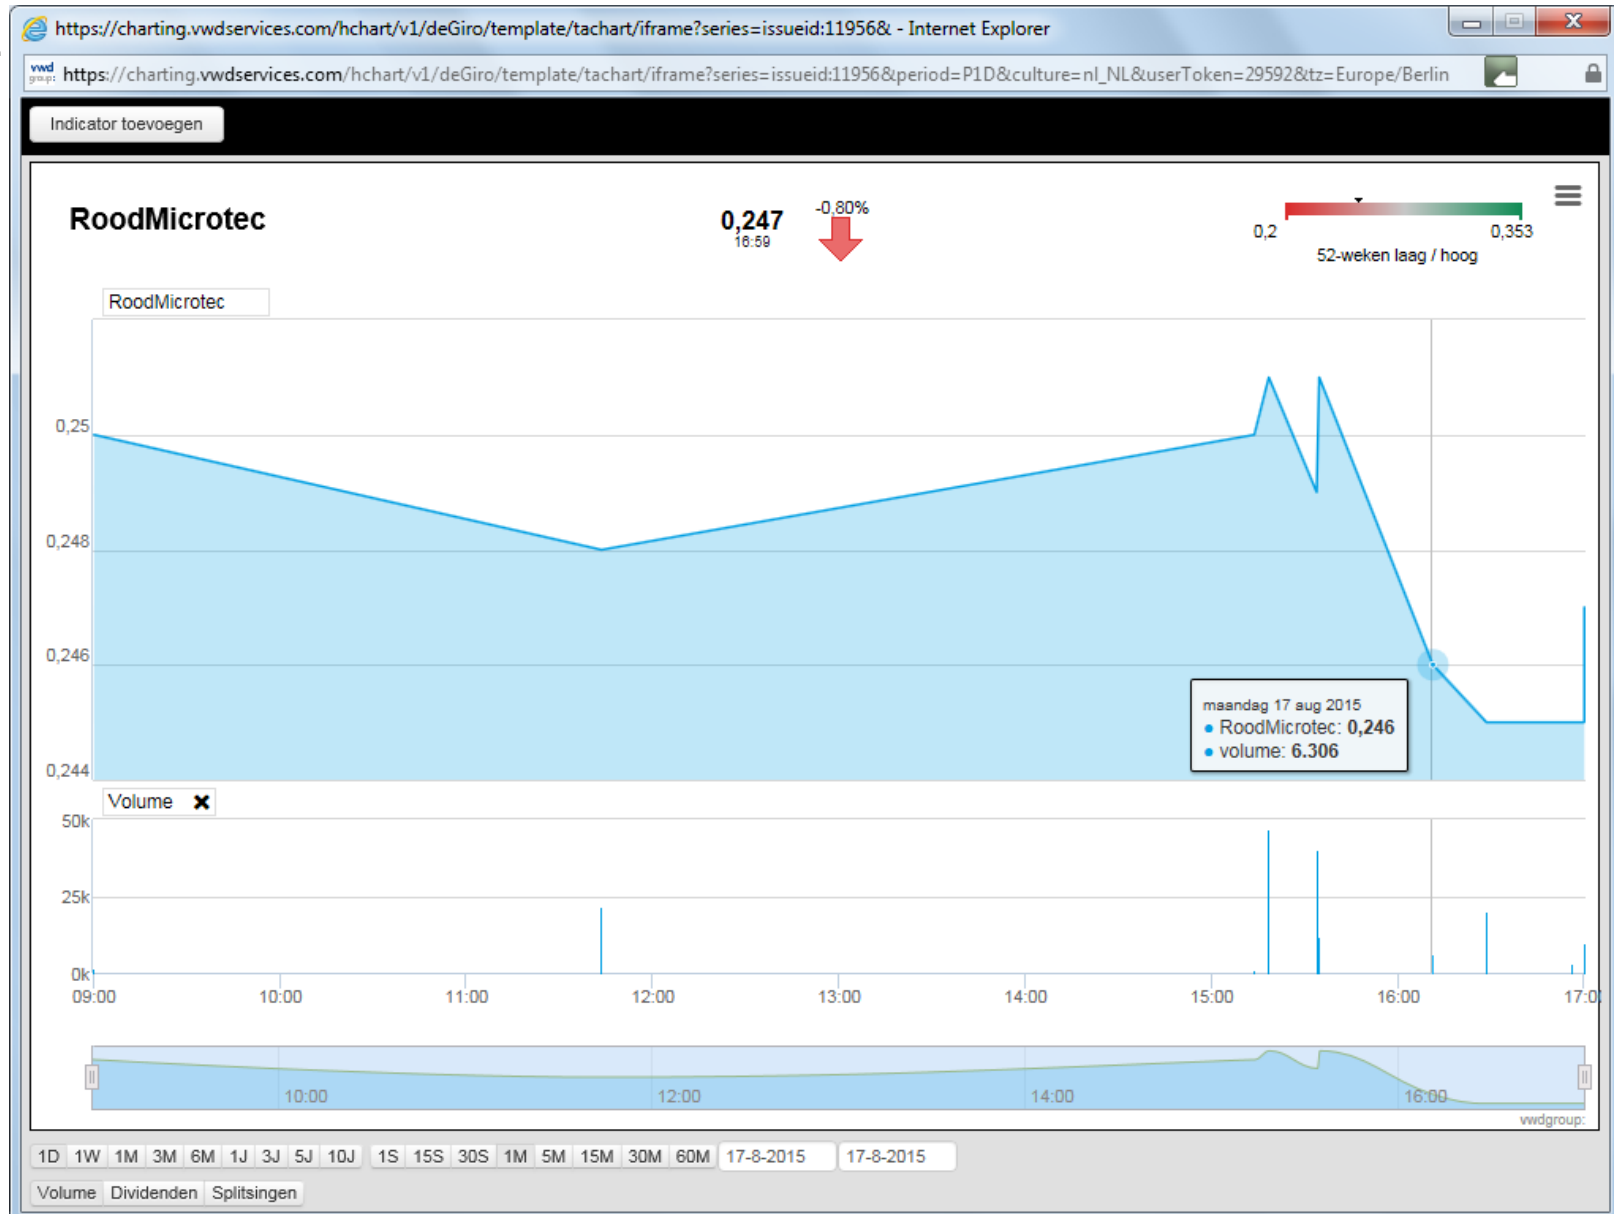 https://charting.vwdservices.com/hchart/v1/deGiro/template/tachart/iframe?series=issueid:11956& - Internet Explorer
vwd group: https://charting.vwdservices.com/hchart/v1/deGiro/template/tachart/iframe?series=issueid:11956&period=P1D&culture=nl_NL&userToken=29592&tz=Europe/Berlin
Indicator toevoegen
RoodMicrotec
0,247
16:59
-0,80%
0,2 0,353
52-weken laag / hoog
RoodMicrotec
0,25
0,248
0,246
0,244
maandag 17 aug 2015
RoodMicrotec: 0,246
volume: 6.306
Volume
50k
25k
0k
09:00 10:00 11:00 12:00 13:00 14:00 15:00 16:00 17:0
10:00 12:00 14:00 16:00
vwdgroup:
1D 1W 1M 3M 6M 1J 3J 5J 10J 1S 15S 30S 1M 5M 15M 30M 60M 17-8-2015 17-8-2015
Volume Dividenden Splitsingen